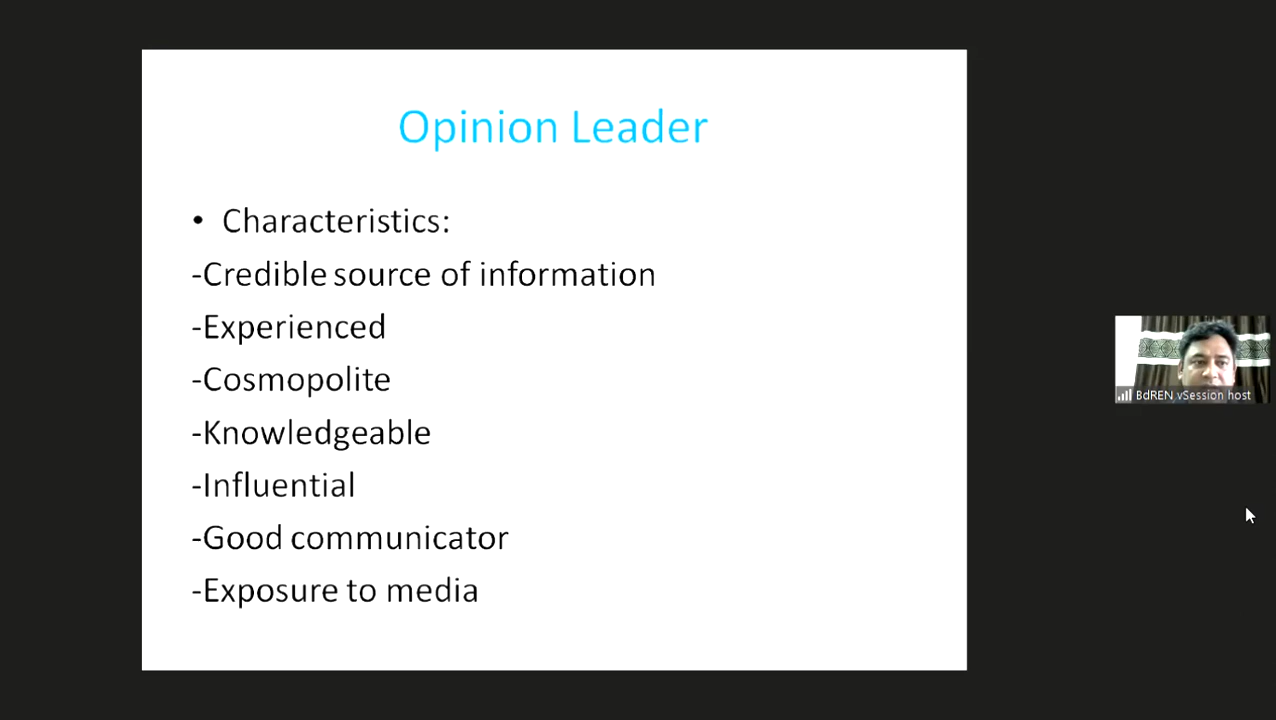 Opinion Leader
• Characteristics:
-Credible source of information
-Experienced
-Cosmopolite
-Knowledgeable
-Influential
-Good communicator
-Exposure to media
BdREN vSession host